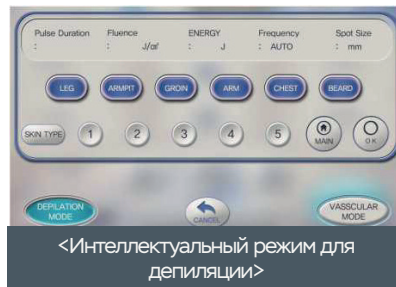 Pulse Duration Fluence ENERGY Frequency Spot Size
: : J/㎠ : J : AUTO : mm
LEG ARMPIT GROIN ARM CHEST BEARD
SKIN TYPE 1 2 3 4 5 MAIN OK
DEPILATION
MODE
CANCEL
VASSCULAR
MODE
<Интеллектуальный режим для
депиляции>